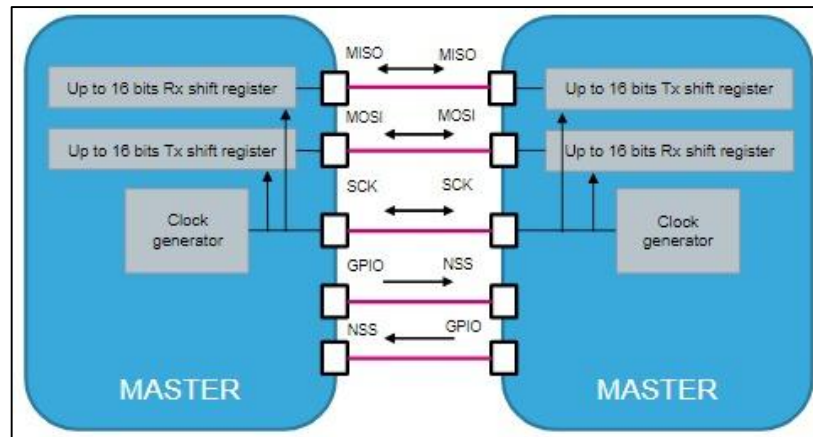 MISO MISO
Up to 16 bits Rx shift register Up to 16 bits Tx shift register
MOSI MOSI
Up to 16 bits Tx shift register Up to 16 bits Rx shift register
SCK SCK
Clock Clock
generator generator
GPIO NSS
NSS GPIO
MASTER MASTER